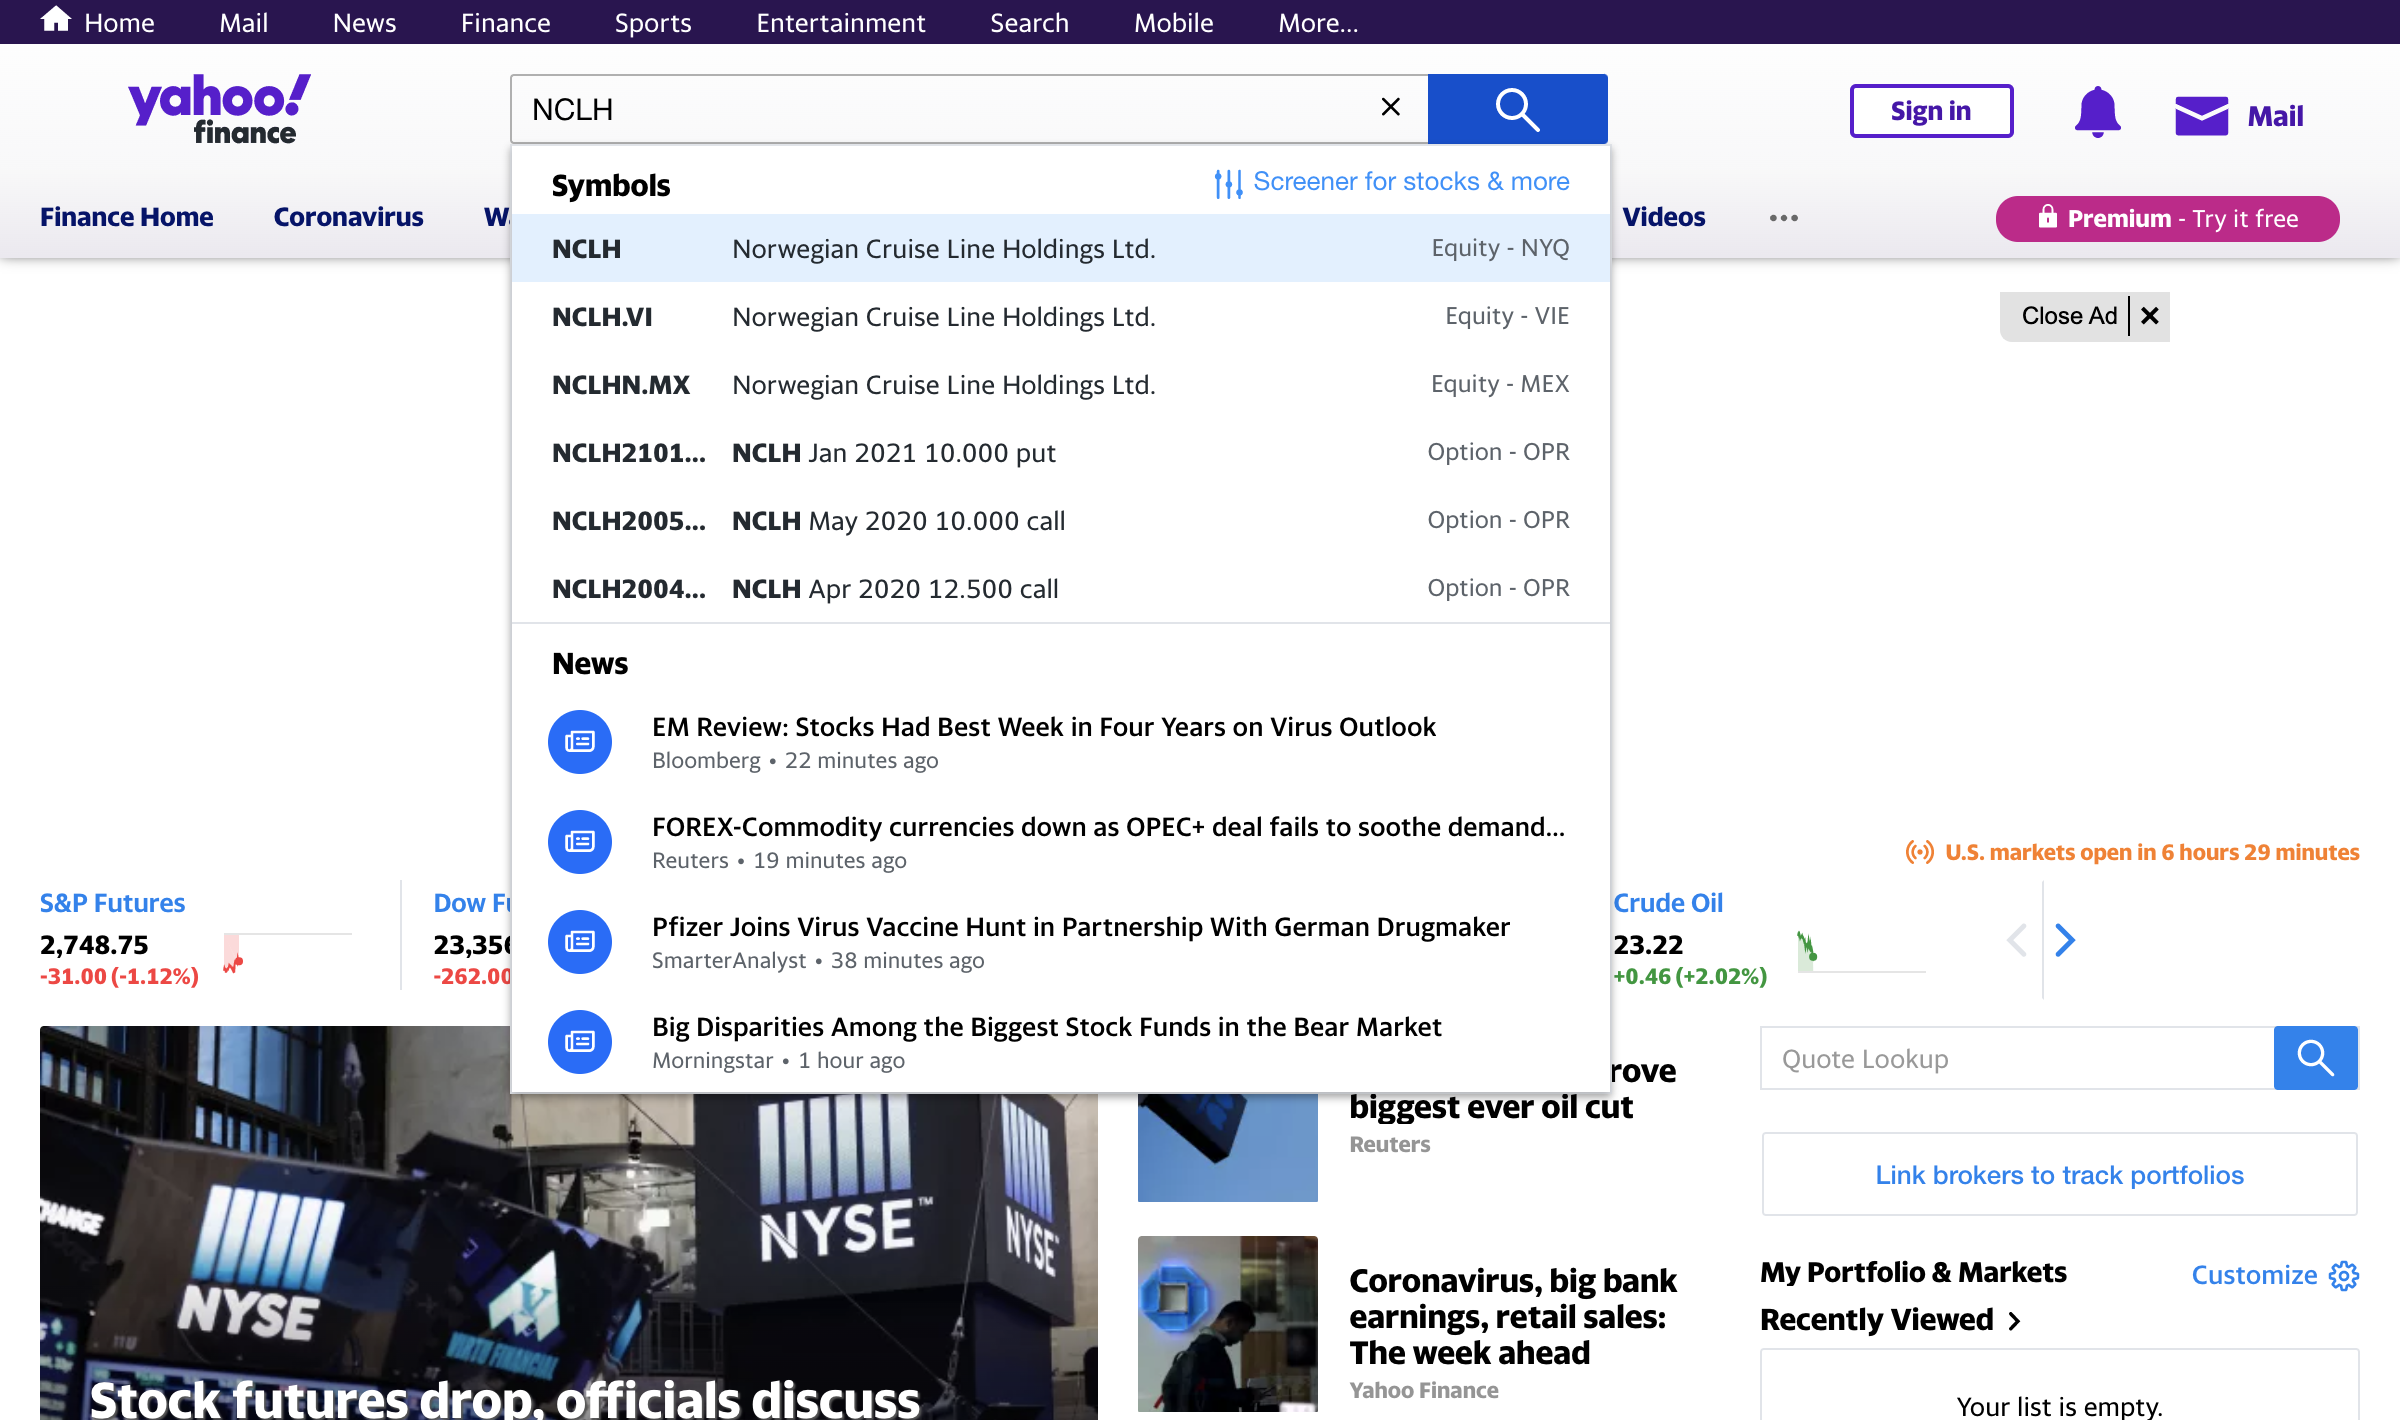 Home Mail News Finance Sports Entertainment Search Mobile More...
yahoo!
finance
NCLH
Sign in
Mail
Finance Home Coronavirus Videos
Premium - Try it free
Symbols
Screener for stocks & more
NCLH Norwegian Cruise Line Holdings Ltd. Equity - NYQ
NCLH.VI Norwegian Cruise Line Holdings Ltd. Equity - VIE
NCLHN.MX Norwegian Cruise Line Holdings Ltd. Equity - MEX
NCLH2101... NCLH Jan 2021 10.000 put Option - OPR
NCLH2005... NCLH May 2020 10.000 call Option - OPR
NCLH2004... NCLH Apr 2020 12.500 call Option - OPR
News
EM Review: Stocks Had Best Week in Four Years on Virus Outlook
Bloomberg • 22 minutes ago
FOREX-Commodity currencies down as OPEC+ deal fails to soothe demand...
Reuters • 19 minutes ago
Pfizer Joins Virus Vaccine Hunt in Partnership With German Drugmaker
SmarterAnalyst • 38 minutes ago
Big Disparities Among the Biggest Stock Funds in the Bear Market
Morningstar • 1 hour ago
Close Ad
U.S. markets open in 6 hours 29 minutes
S&P Futures
2,748.75
-31.00 (-1.12%)
Dow
23,356
-262.00
Crude Oil
23.22
+0.46 (+2.02%)
NYSE
NYSE™
NYSE
VIRTU FINANCIAL
Stock futures drop, officials discuss
rove
biggest ever oil cut
Reuters
Coronavirus, big bank
earnings, retail sales:
The week ahead
Yahoo Finance
Quote Lookup
Link brokers to track portfolios
My Portfolio & Markets
Customize
Recently Viewed
Your list is empty.